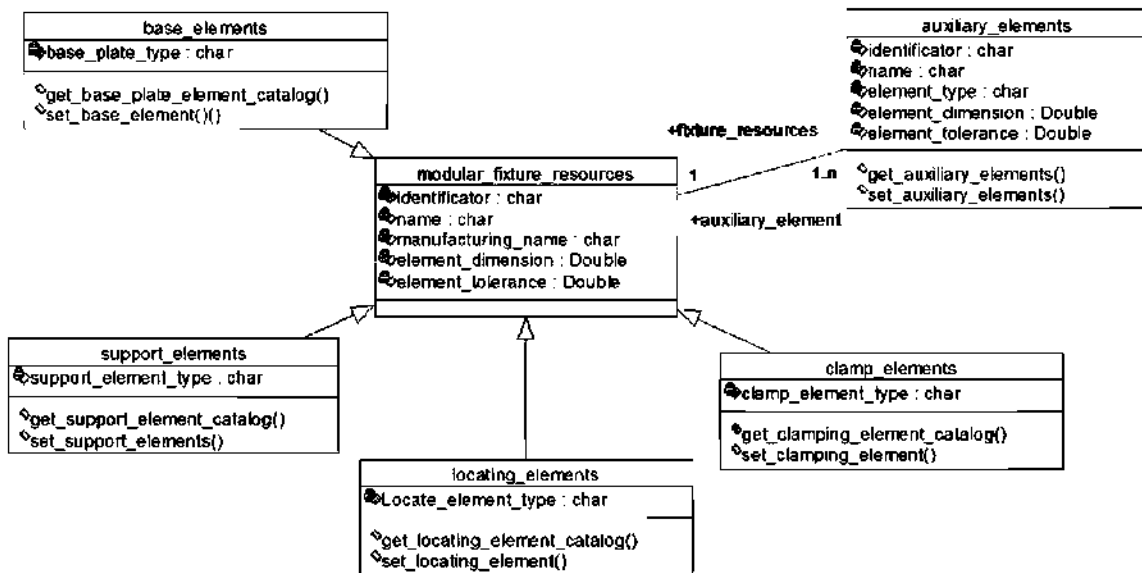 base_elements
base_plate_type : char
get_base_plate_element_catalog()
set_base_element()()
auxiliary_elements
identificator : char
name : char
element_type : char
element_dimension : Double
element_tolerance : Double
get_auxiliary_elements()
set_auxiliary_elements()
+fixture_resources
1
1..n
+auxiliary_element
modular_fixture_resources
identificator : char
name : char
manufacturing_name : char
element_dimension : Double
element_tolerance : Double
support_elements
support_element_type : char
get_support_element_catalog()
set_support_elements()
locating_elements
Locate_element_type : char
get_locating_element_catalog()
set_locating_element()
clamp_elements
clamp_element_type : char
get_clamping_element_catalog()
set_clamping_element()